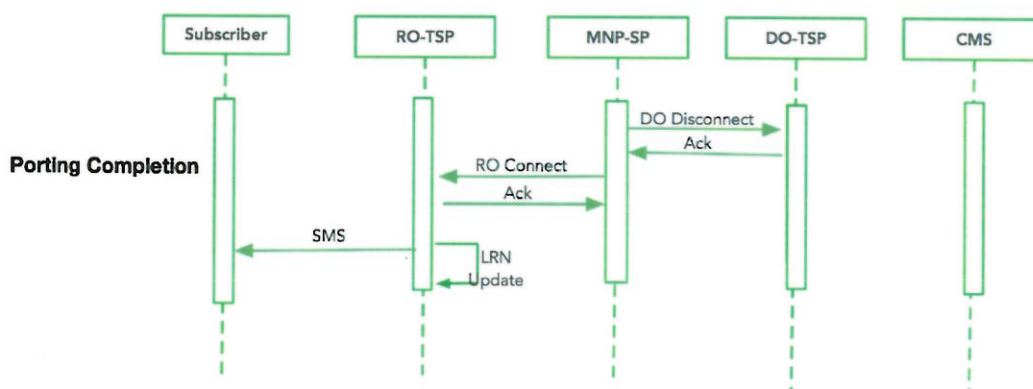 Subscriber
RO-TSP
MNP-SP
DO-TSP
CMS
DO Disconnect
Ack
Porting Completion
RO Connect
Ack
SMS
LRN
Update